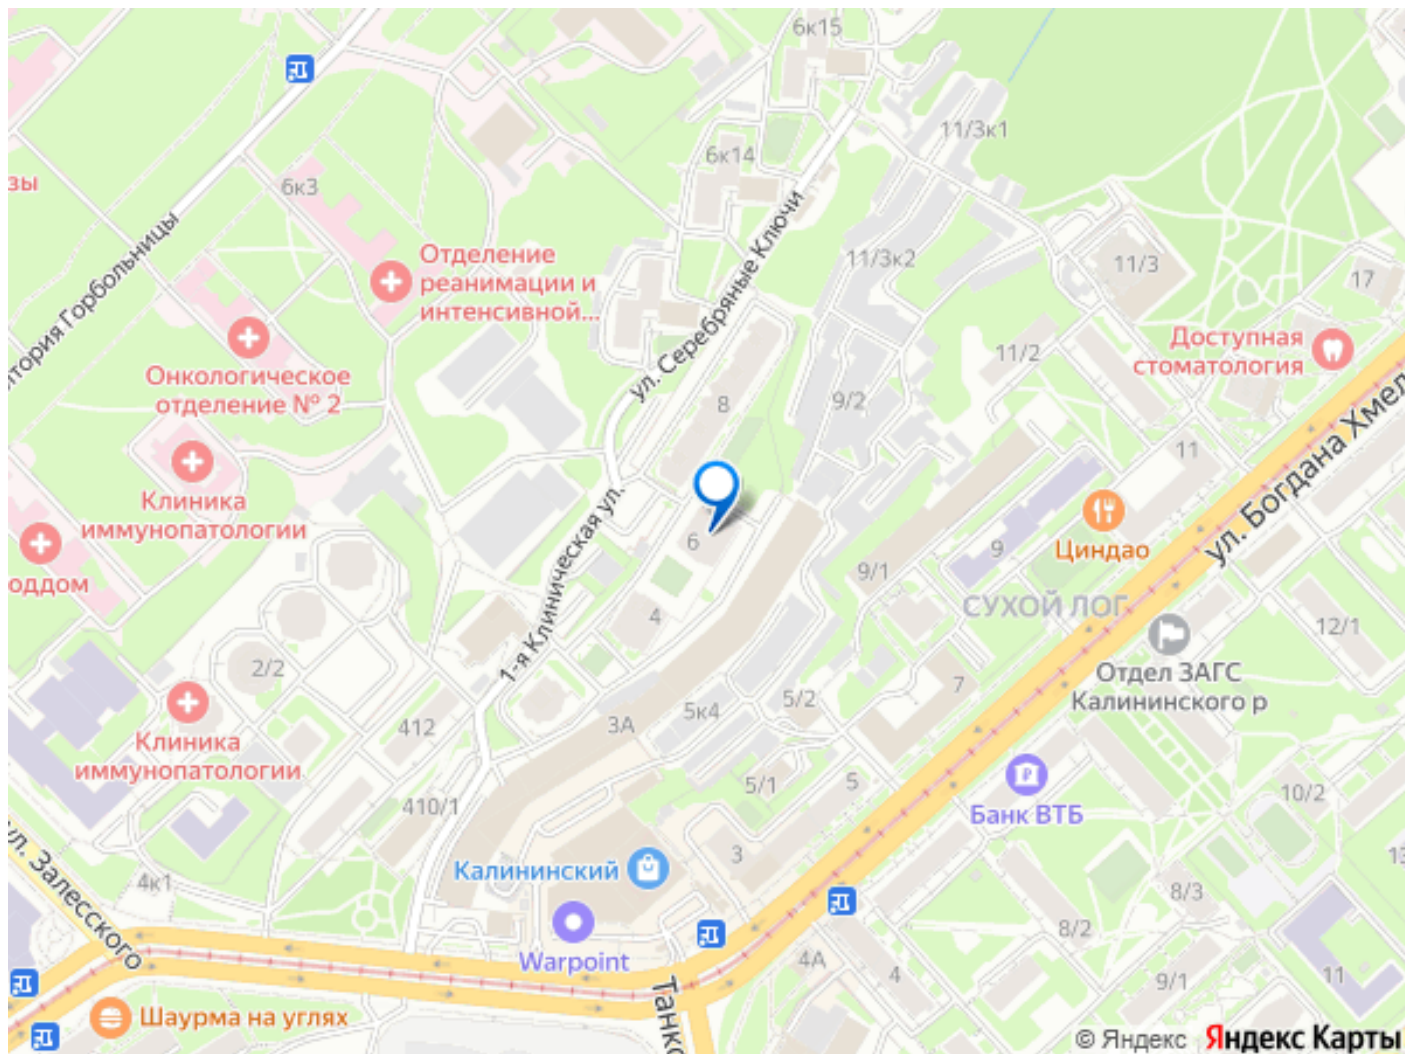 6к15
11/3к1
6к14
6к3
зы
ул. Серебряные Ключи
Отделение
реанимации и
интенсивной...
11/3к2
11/3
17
итория Горбольницы
Доступная
стоматология
11/2
Онкологическое
отделение № 2
8
9/2
ул. Богдана Хмел
11
Клиника
иммунопатологии
1-я Клиническая ул.
6
9
Циндао
оддом
9/1
СУХОЙ ЛОГ
4
12/1
2/2
Отдел ЗАГС
Калининского р
7
5/2
5к4
3А
412
Клиника
иммунопатологии
5/1
5
410/1
Банк ВТБ
10/2
ул. Залесского
4к1
Калининский
3
13
8/3
8/2
Warpoint
4А
4
9/1
11
Танко
Шаурма на углях
© Яндекс Яндекс Карты